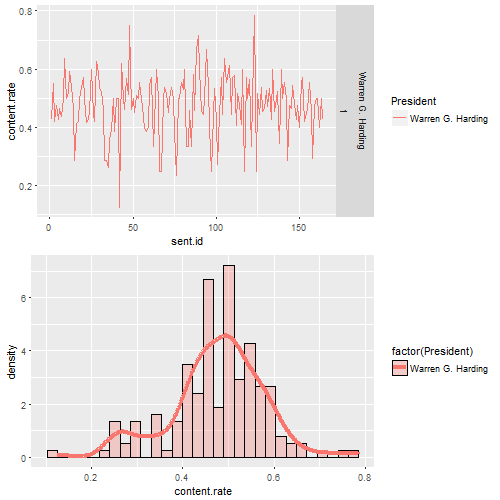 0.8
0.6
0.4
0.2
content.rate
0
50
100
150
sent.id
Warren G. Harding
1
President
Warren G. Harding
6
4
2
0
density
0.2
0.4
0.6
0.8
content.rate
factor(President)
Warren G. Harding